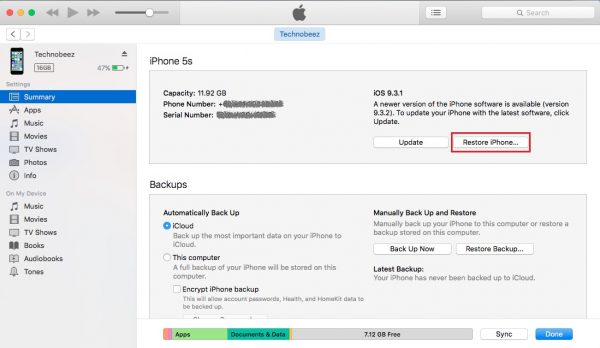 Search
Technobeez
Technobeez
16GB
47%
Settings
Summary
Apps
Music
Movies
TV Shows
Photos
Info
On My Device
Music
Movies
TV Shows
Books
Audiobooks
Tones
iPhone 5s
Capacity: 11.92 GB
Phone Number: +
Serial Number:
iOS 9.3.1
A newer version of the iPhone software is available (version
9.3.2). To update your iPhone with the latest software, click
Update.
Update
Restore iPhone...
Backups
Automatically Back Up
iCloud
Back up the most important data on your iPhone to
iCloud.
This computer
A full backup of your iPhone will be stored on this
computer.
Encrypt iPhone backup
This will allow account passwords, Health, and HomeKit data to
be backed up.
Manually Back Up and Restore
Manually back up your iPhone to this computer or restore a
backup stored on this computer.
Back Up Now
Restore Backup...
Latest Backup:
Your iPhone has never been backed up to iCloud.
Apps
Documents & Data
7.12 GB Free
Sync
Done